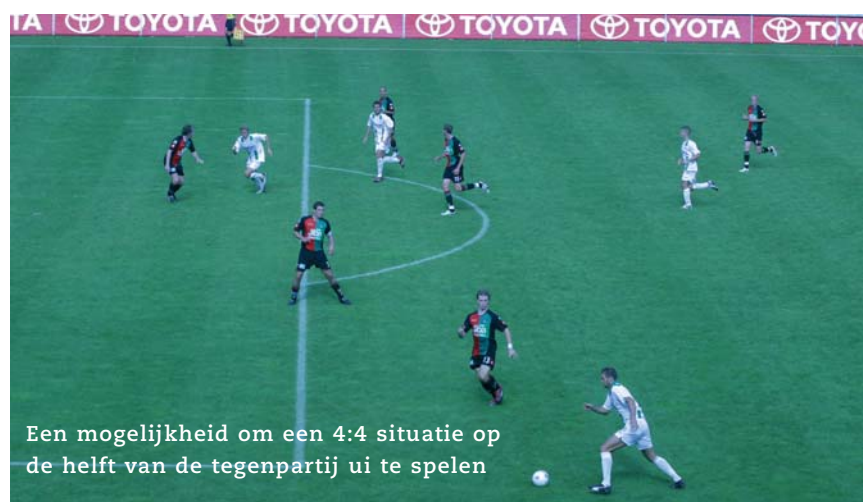 TA TOYOTA TOYOTA TOYOTA TOYOTA TOYO
Een mogelijkheid om een 4:4 situatie op
de helft van de tegenpartij ui te spelen